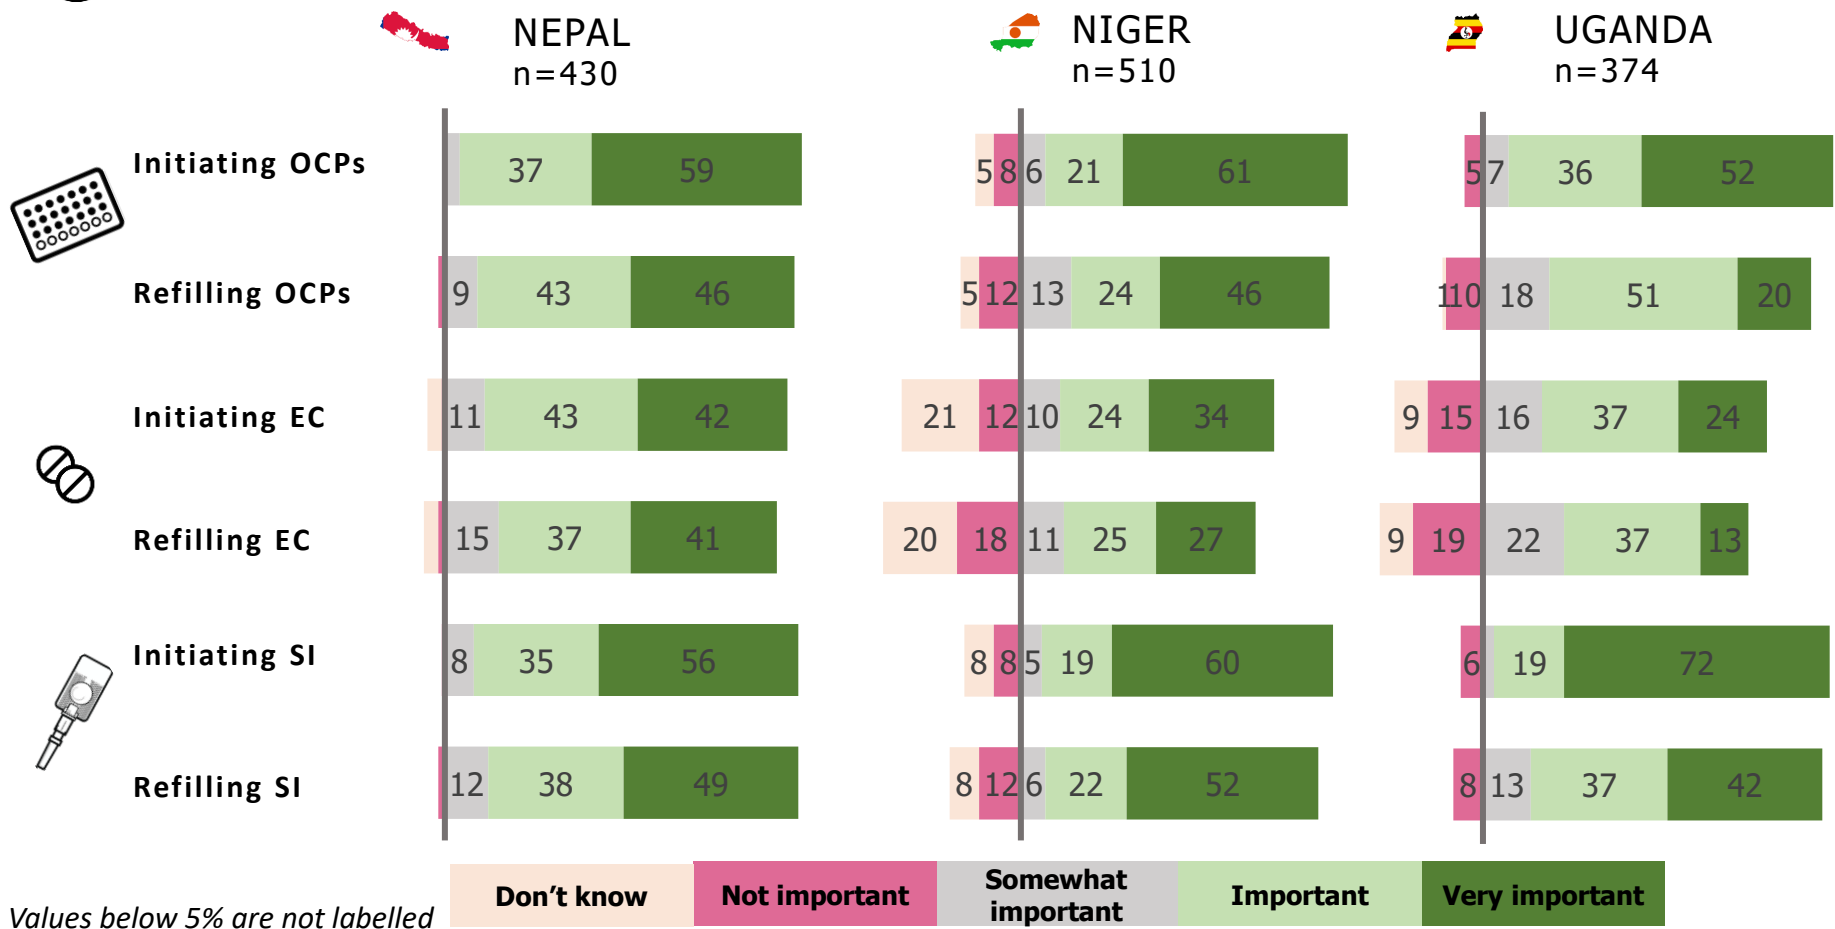 NEPAL
n=430
NIGER
n=510
UGANDA
n=374
Initiating OCPs
37 59
5 8 6 21 61
5 7 36 52
Refilling OCPs
9 43 46
5 12 13 24 46
1 10 18 51 20
Initiating EC
11 43 42
21 12 10 24 34
9 15 16 37 24
Refilling EC
15 37 41
20 18 11 25 27
9 19 22 37 13
Initiating SI
8 35 56
8 8 5 19 60
6 19 72
Refilling SI
12 38 49
8 12 6 22 52
8 13 37 42
Don't know
Not important
Somewhat
important
Important
Very important
Values below 5% are not labelled